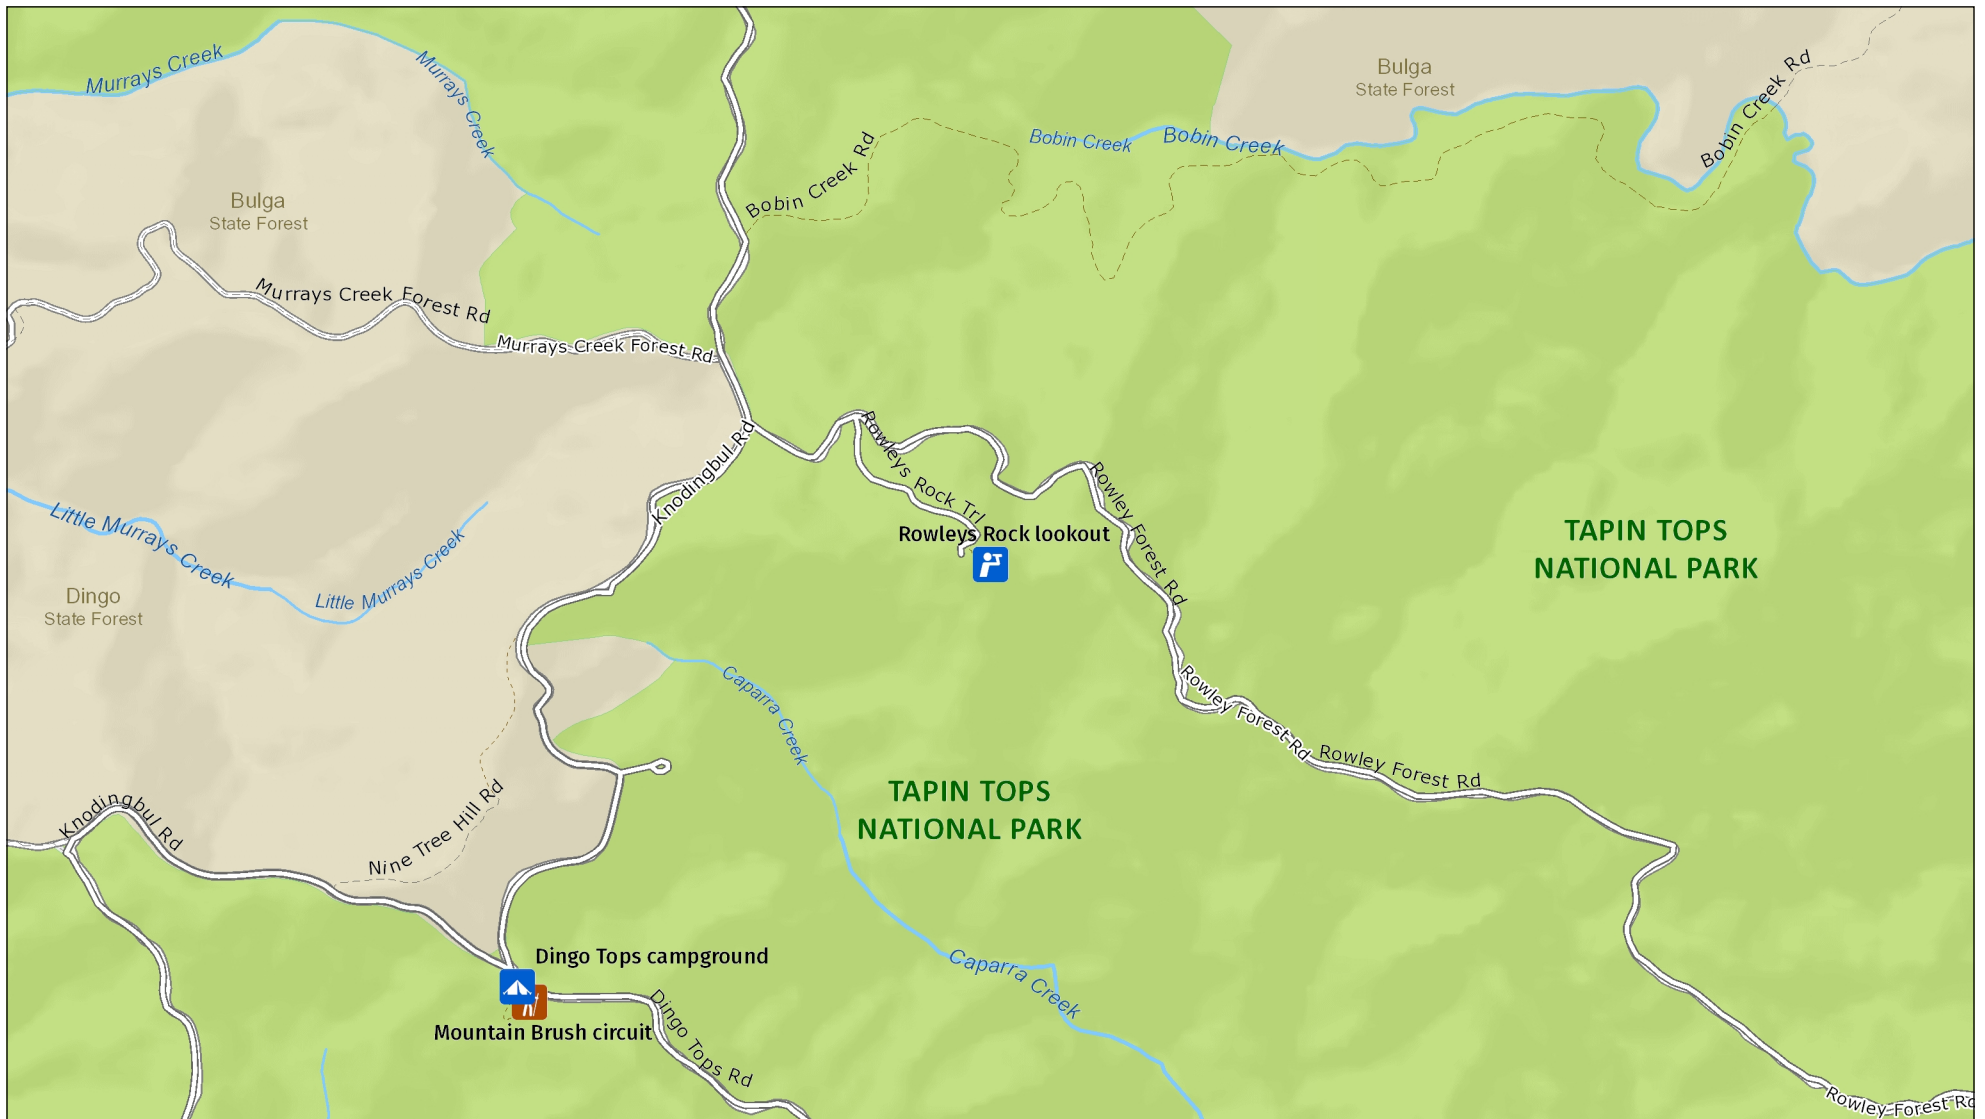 Murrays Creek
Murrays Creek
Bulga
State Forest
Bobin Creek Rd
Bobin Creek Rd
Bobin Creek
Bobin Creek
Bulga
State Forest
Murrays Creek Forest Rd
Murrays Creek Forest Rd
Knodingbul Rd
Rowleys Rock Trl
Rowleys Rock lookout
Rowley Forest Rd
TAPIN TOPS
NATIONAL PARK
Little Murrays Creek
Little Murrays Creek
Dingo
State Forest
Caparra Creek
Rowley Forest Rd
Rowley Forest Rd
TAPIN TOPS
NATIONAL PARK
Knodingbul Rd
Nine Tree Hill Rd
Dingo Tops campground
Caparra Creek
Mountain Brush circuit
Dingo Tops Rd
Rowley Forest Rd